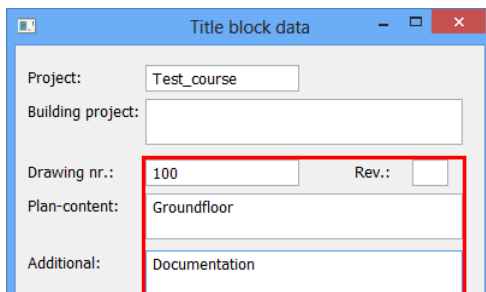 Title block data
Project: Test_course
Building project:
Drawing nr.: 100 Rev.:
Plan-content: Groundfloor
Additional: Documentation